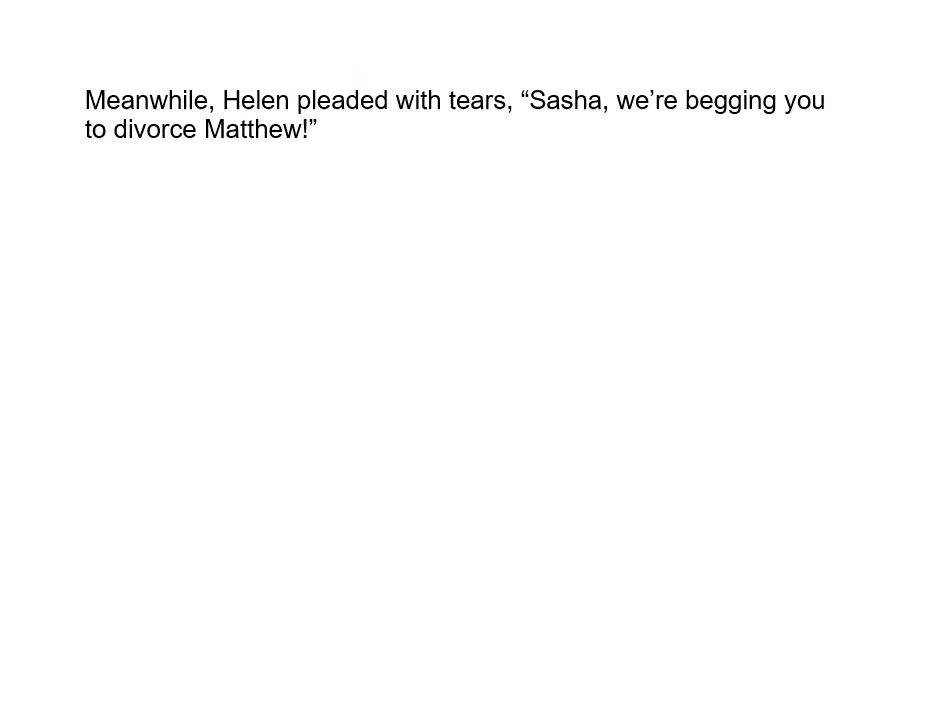 Meanwhile, Helen pleaded with tears, “Sasha, we’re begging you
to divorce Matthew!”